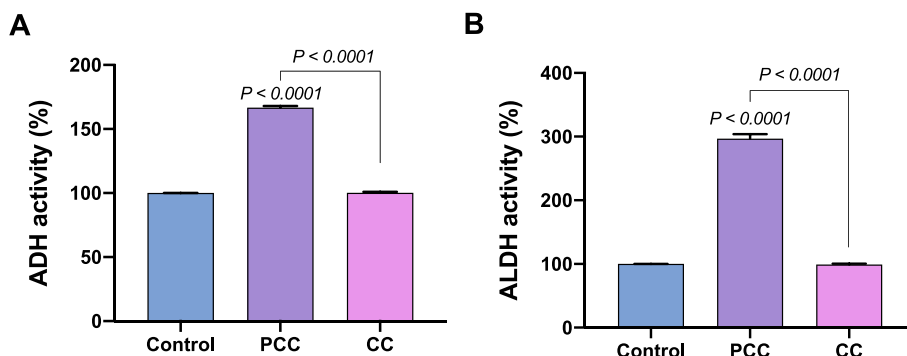 A
ADH activity (%)
200
150
100
50
0
P < 0.0001
P < 0.0001
Control PCC CC
B
ALDH activity (%)
400
300
200
100
0
P < 0.0001
P < 0.0001
Control PCC CC